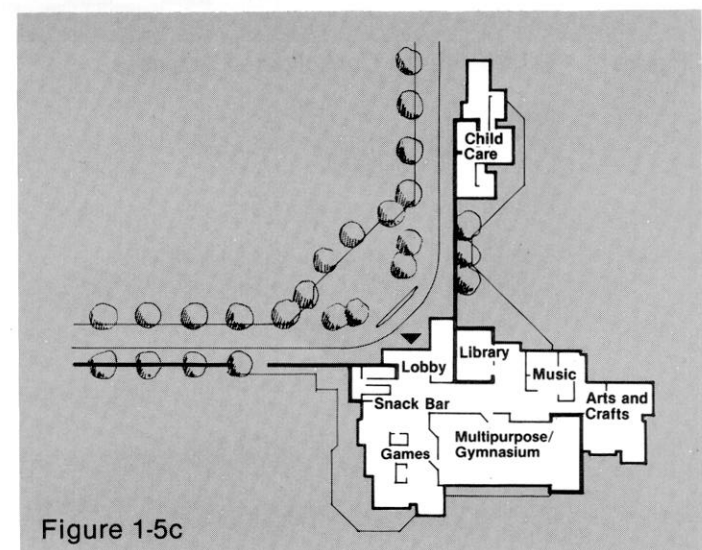 Child
Care
Library
Lobby
Music
Arts and
Crafts
Snack Bar
Multipurpose/
Gymnasium
Games
Figure 1-5c